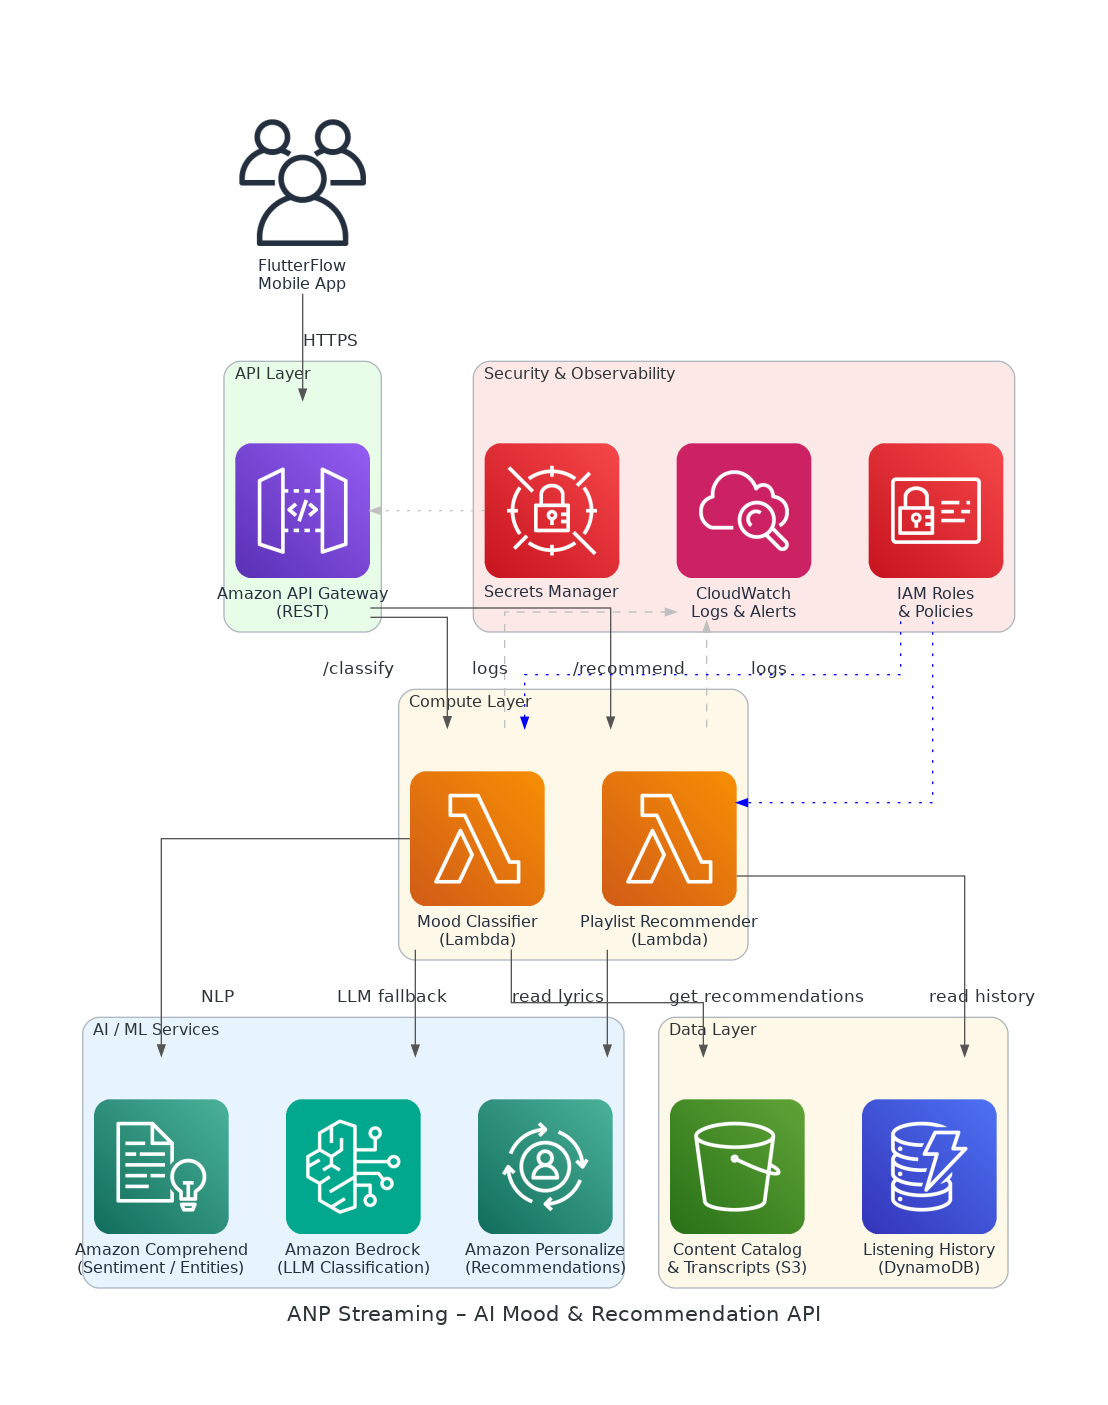 FlutterFlow
Mobile App
HTTPS
API Layer
Security & Observability
Amazon API Gateway
(REST)
Secrets Manager
CloudWatch
Logs & Alerts
IAM Roles
& Policies
/classify
logs
/recommend
logs
Compute Layer
Mood Classifier
(Lambda)
Playlist Recommender
(Lambda)
NLP
LLM fallback
read lyrics
get recommendations
read history
AI / ML Services
Data Layer
Amazon Comprehend
(Sentiment / Entities)
Amazon Bedrock
(LLM Classification)
Amazon Personalize
(Recommendations)
Content Catalog
& Transcripts (S3)
Listening History
(DynamoDB)
ANP Streaming – AI Mood & Recommendation API